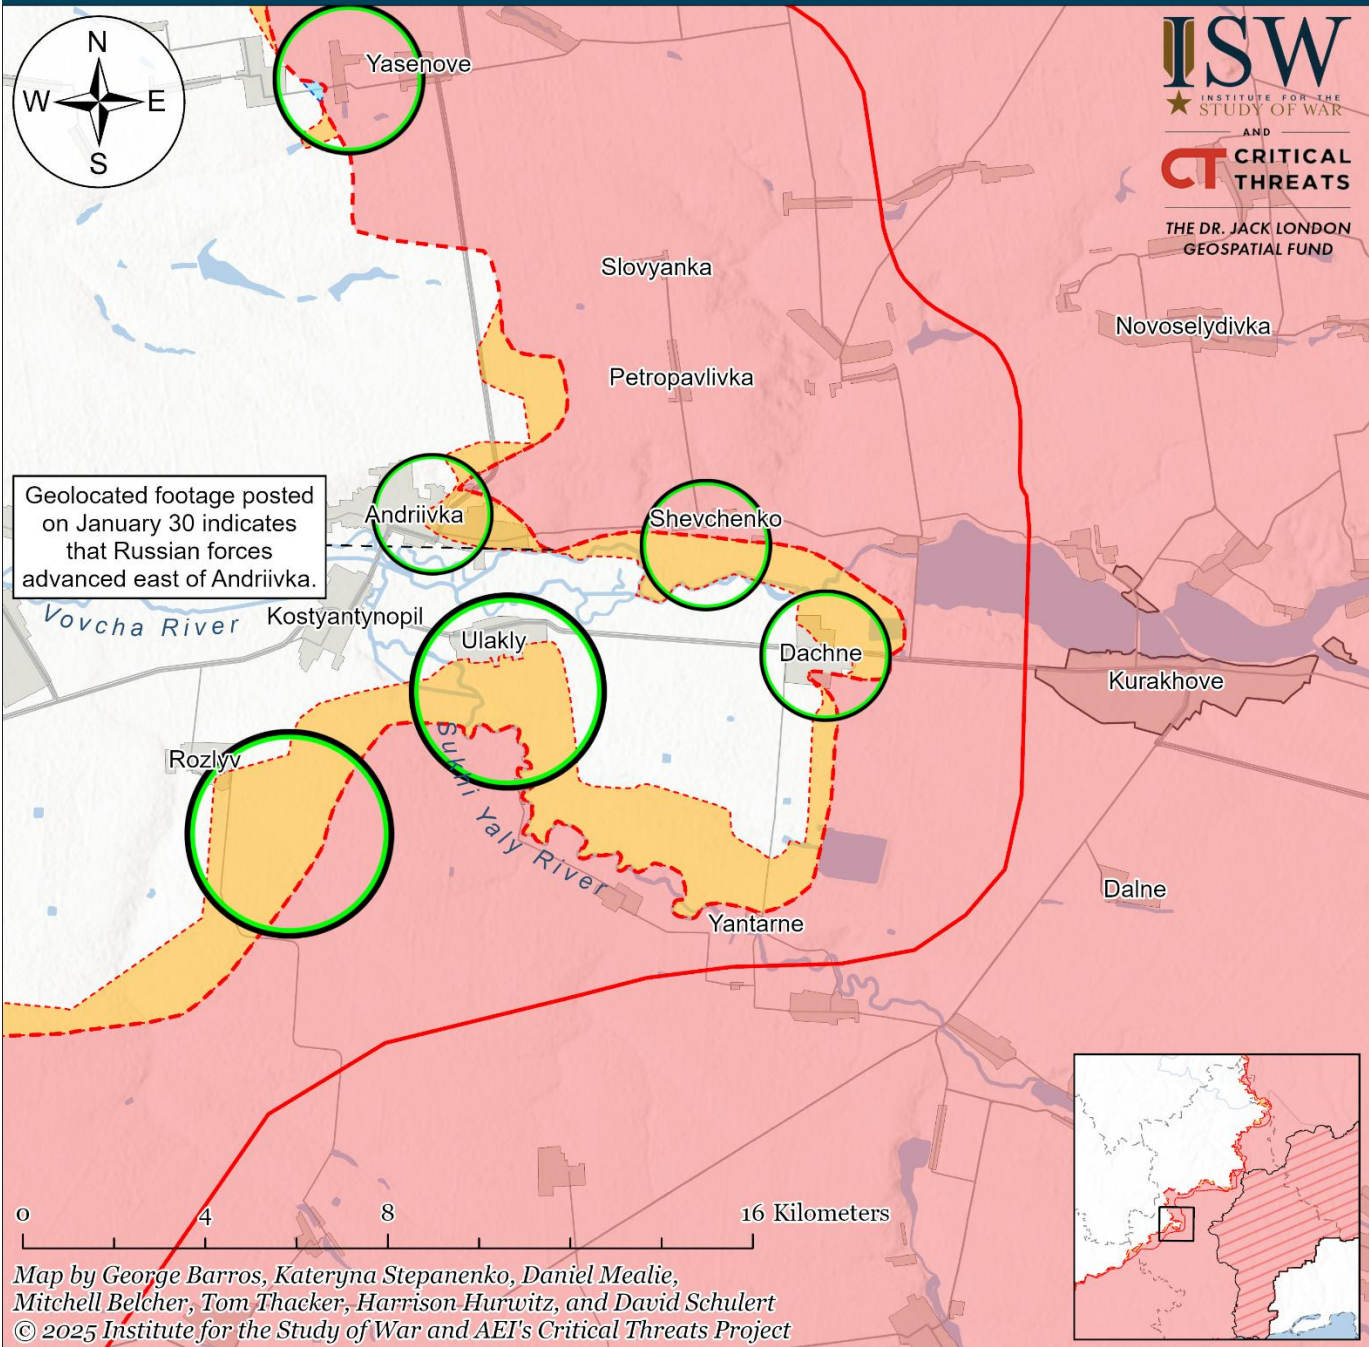 N
W E
S
ISW
INSTITUTE FOR THE
STUDY OF WAR
AND
CT CRITICAL
THREATS
THE DR. JACK LONDON
GEOSPATIAL FUND
Yasenove
Slovyanka
Novoselydivka
Petropavlivka
Geolocated footage posted
on January 30 indicates
that Russian forces
advanced east of Andriivka.
Andriivka
Shevchenko
Vovcha River
Kostyantynopil
Ulakly
Dachne
Kurakhove
Rozlyv
Sukhi Yaly River
Dalne
Yantarne
0 4 8 16 Kilometers
Map by George Barros, Kateryna Stepanenko, Daniel Mealie,
Mitchell Belcher, Tom Thacker, Harrison Hurwitz, and David Schulert
© 2025 Institute for the Study of War and AEI's Critical Threats Project